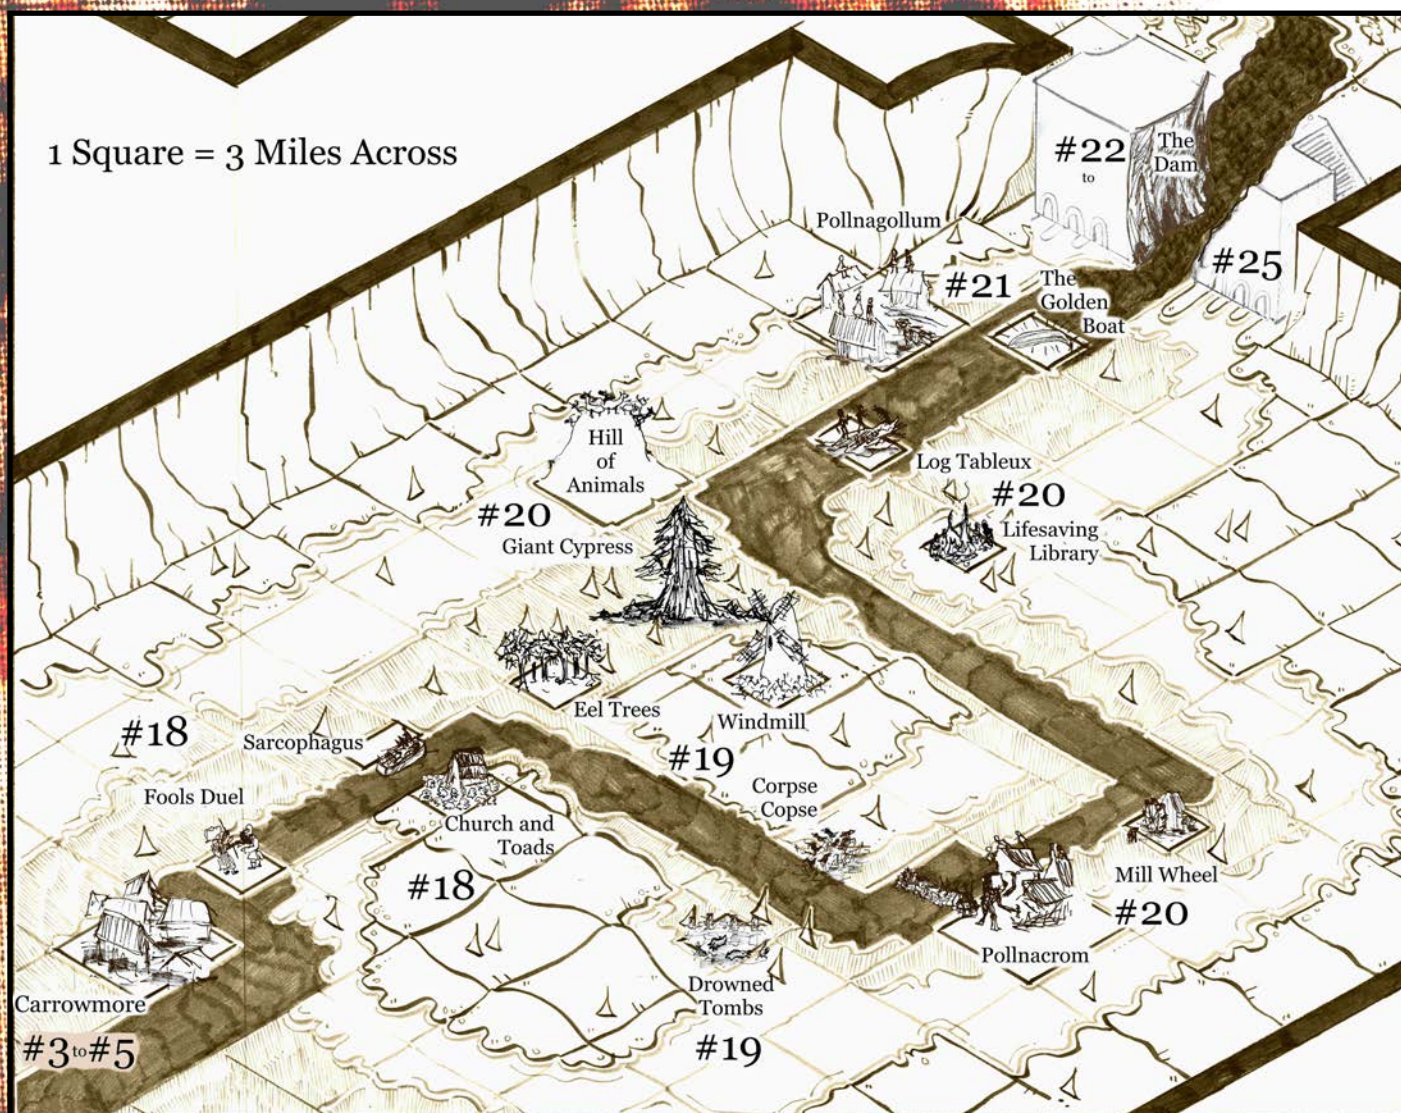 1 Square = 3 Miles Across
#22
to
The
Dam
Pollnagollum
#25
#21
The
Golden
Boat
Hill
of
Animals
Log Tableux
#20
#20
Lifesaving
Library
Giant Cypress
Eel Trees
Windmill
#18
Sarcophagus
#19
Corpse
Copse
Fools Duel
Church and
Toads
#18
Mill Wheel
#20
Pollnacrom
Drowned
Tombs
Carrowmore
#3 to #5
#19